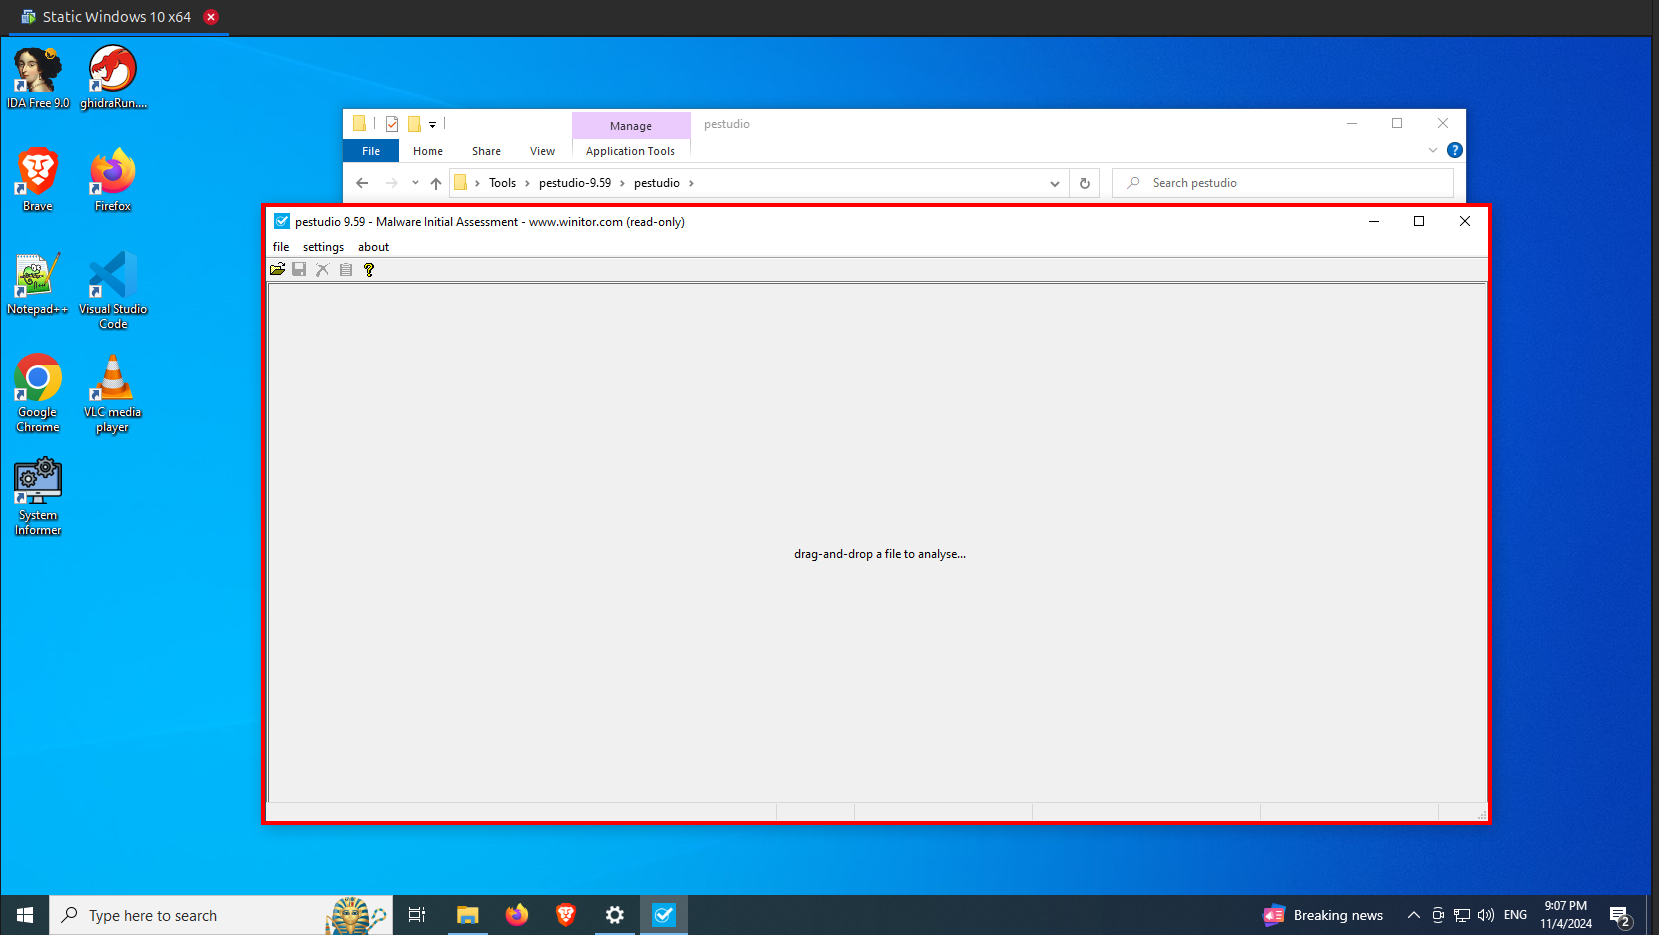 Static Windows 10 x64
IDA Free 9.0
ghidraRun....
Brave
Firefox
Notepad++
Visual Studio
Code
Google
Chrome
VLC media
player
System
Informer
Manage
pestudio
File
Home
Share
View
Application Tools
Tools
pestudio-9.59
pestudio
Search pestudio
pestudio 9.59 - Malware Initial Assessment - www.winitor.com (read-only)
file
settings
about
drag-and-drop a file to analyse...
Type here to search
Breaking news
ENG
9:07 PM
11/4/2024
2